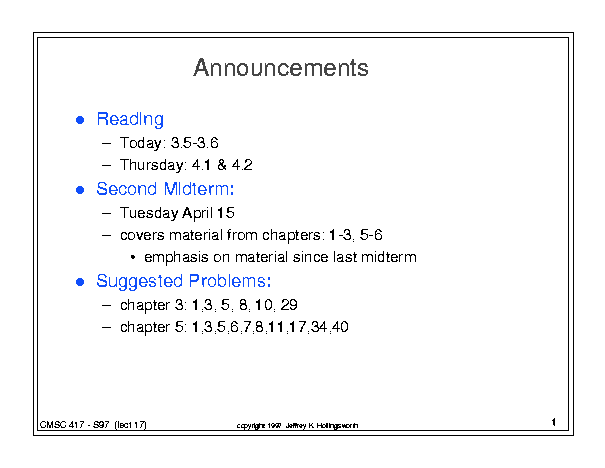 Announcements
● Reading
– Today: 3.5-3.6
– Thursday: 4.1 & 4.2
● Second Midterm:
– Tuesday April 15
– covers material from chapters: 1-3, 5-6
• emphasis on material since last midterm
● Suggested Problems:
– chapter 3: 1,3, 5, 8, 10, 29
– chapter 5: 1,3,5,6,7,8,11,17,34,40
CMSC 417 - S97 (lect 17)
copyright 1997 Jeffrey K. Hollingsworth
1